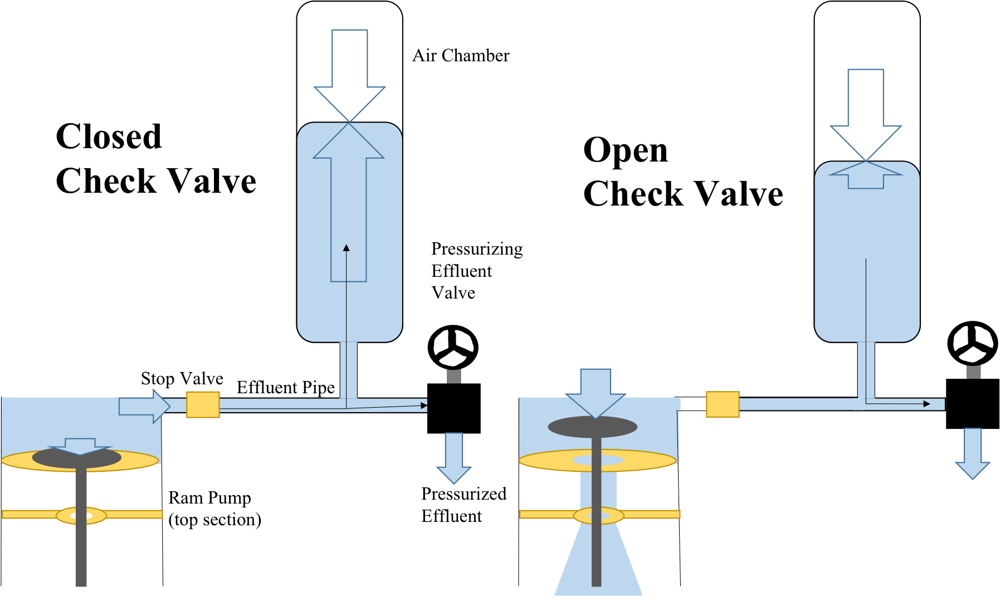 Air Chamber
Closed
Check Valve
Open
Check Valve
Pressurizing
Effluent
Valve
Stop Valve
Effluent Pipe
Ram Pump
(top section)
Pressurized
Effluent